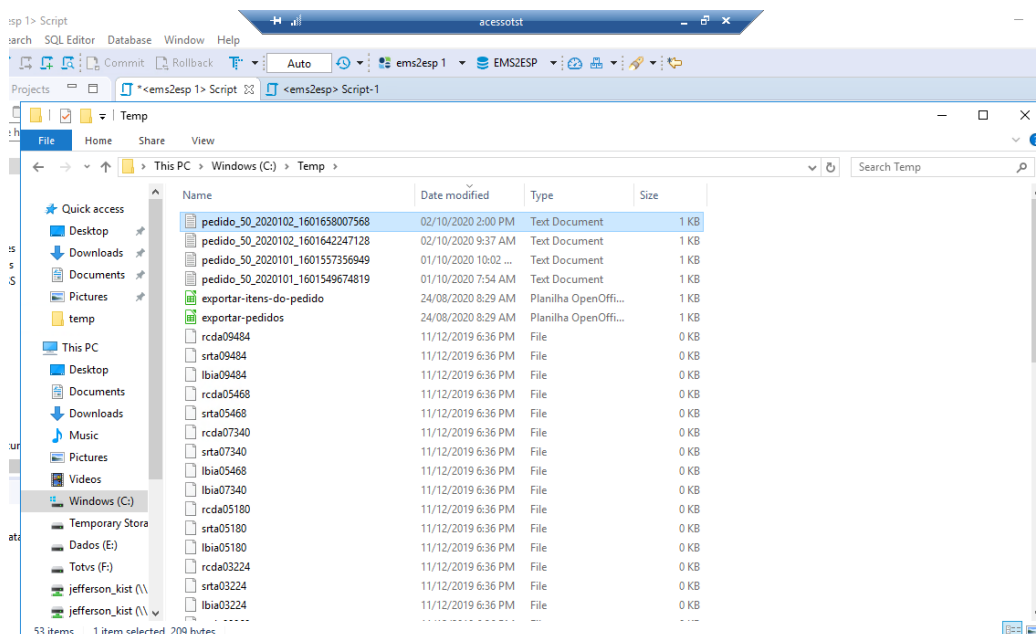 esp 1> Script
acessotst
earch SQL Editor Database Window Help
Commit Rollback Auto ems2esp 1 EMS2ESP
Projects *<ems2esp 1> Script <ems2esp> Script-1
Temp
File Home Share View
This PC Windows (C:) Temp Search Temp
Name Date modified Type Size
Quick access
Desktop
Downloads
Documents
Pictures
temp
This PC
Desktop
Documents
Downloads
Music
Pictures
Videos
Windows (C:)
Temporary Stora
Dados (E:)
Totvs (F:)
jefferson_kist (\\
jefferson_kist (\\
pedido_50_2020102_1601658007568 02/10/2020 2:00 PM Text Document 1 KB
pedido_50_2020102_1601642247128 02/10/2020 9:37 AM Text Document 1 KB
pedido_50_2020101_1601557356949 01/10/2020 10:02 ... Text Document 1 KB
pedido_50_2020101_1601549674819 01/10/2020 7:54 AM Text Document 1 KB
exportar-itens-do-pedido 24/08/2020 8:29 AM Planilha OpenOffi... 1 KB
exportar-pedidos 24/08/2020 8:29 AM Planilha OpenOffi... 1 KB
rcda09484 11/12/2019 6:36 PM File 0 KB
srta09484 11/12/2019 6:36 PM File 0 KB
lbia09484 11/12/2019 6:36 PM File 0 KB
rcda05468 11/12/2019 6:36 PM File 0 KB
srta05468 11/12/2019 6:36 PM File 0 KB
rcda07340 11/12/2019 6:36 PM File 0 KB
srta07340 11/12/2019 6:36 PM File 0 KB
lbia05468 11/12/2019 6:36 PM File 0 KB
lbia07340 11/12/2019 6:36 PM File 0 KB
rcda05180 11/12/2019 6:36 PM File 0 KB
srta05180 11/12/2019 6:36 PM File 0 KB
lbia05180 11/12/2019 6:36 PM File 0 KB
rcda03224 11/12/2019 6:36 PM File 0 KB
srta03224 11/12/2019 6:36 PM File 0 KB
lbia03224 11/12/2019 6:36 PM File 0 KB
53 items 1 item selected 209 bytes